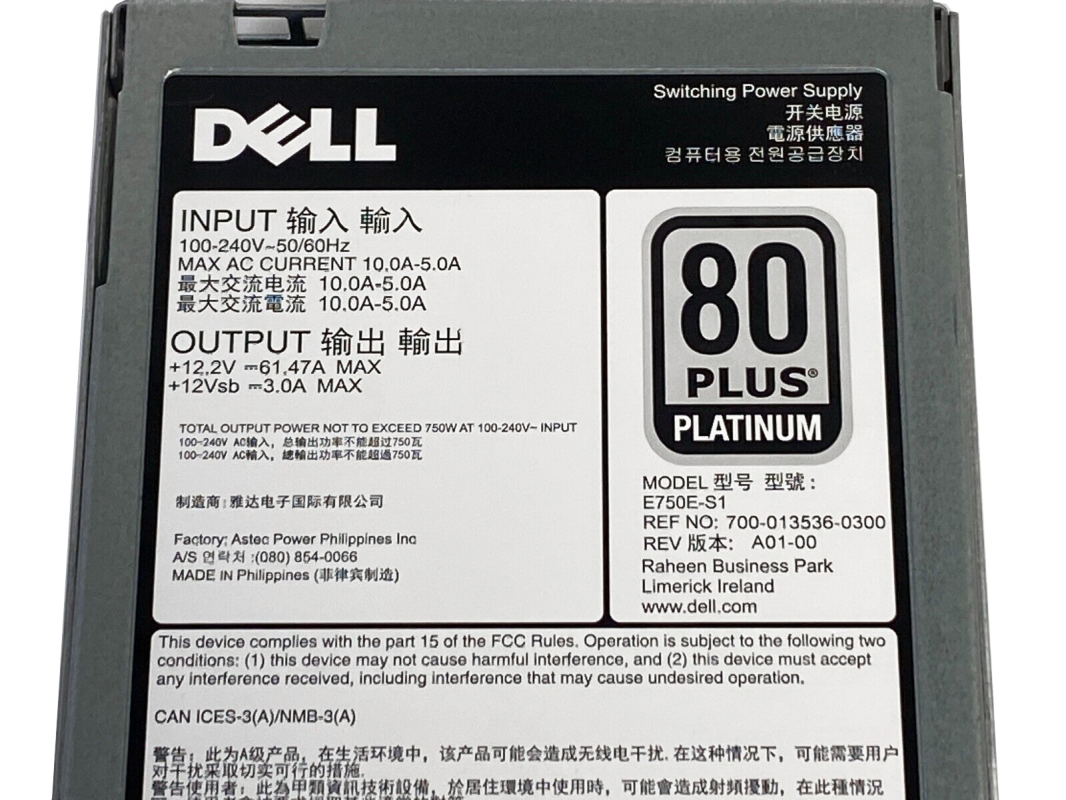 DELL
Switching Power Supply
开关电源
電源供應器
컴퓨터용 전원공급장치
INPUT 输入 輸入
100-240V~50/60Hz
MAX AC CURRENT 10.0A-5.0A
最大交流电流 10.0A-5.0A
最大交流電流 10.0A-5.0A
OUTPUT 输出 輸出
+12.2V ⎓61.47A MAX
+12Vsb ⎓3.0A MAX
TOTAL OUTPUT POWER NOT TO EXCEED 750W AT 100-240V~ INPUT
100-240V AC输入，总输出功率不能超过750瓦
100-240V AC輸入，總輸出功率不能超過750瓦
制造商：雅达电子国际有限公司
Factory: Astec Power Philippines Inc
A/S 연락처 :(080) 854-0066
MADE IN Philippines (菲律宾制造)
80
PLUS®
PLATINUM
MODEL 型号 型號：
E750E-S1
REF NO: 700-013536-0300
REV 版本: A01-00
Raheen Business Park
Limerick Ireland
www.dell.com
This device complies with the part 15 of the FCC Rules. Operation is subject to the following two
conditions: (1) this device may not cause harmful interference, and (2) this device must accept
any interference received, including interference that may cause undesired operation.
CAN ICES-3(A)/NMB-3(A)
警告：此为A级产品，在生活环境中，该产品可能会造成无线电干扰. 在这种情况下，可能需要用户
对干扰采取切实可行的措施.
警告使用者：此為甲類資訊技術設備，於居住環境中使用時，可能會造成射頻擾動，在此種情況